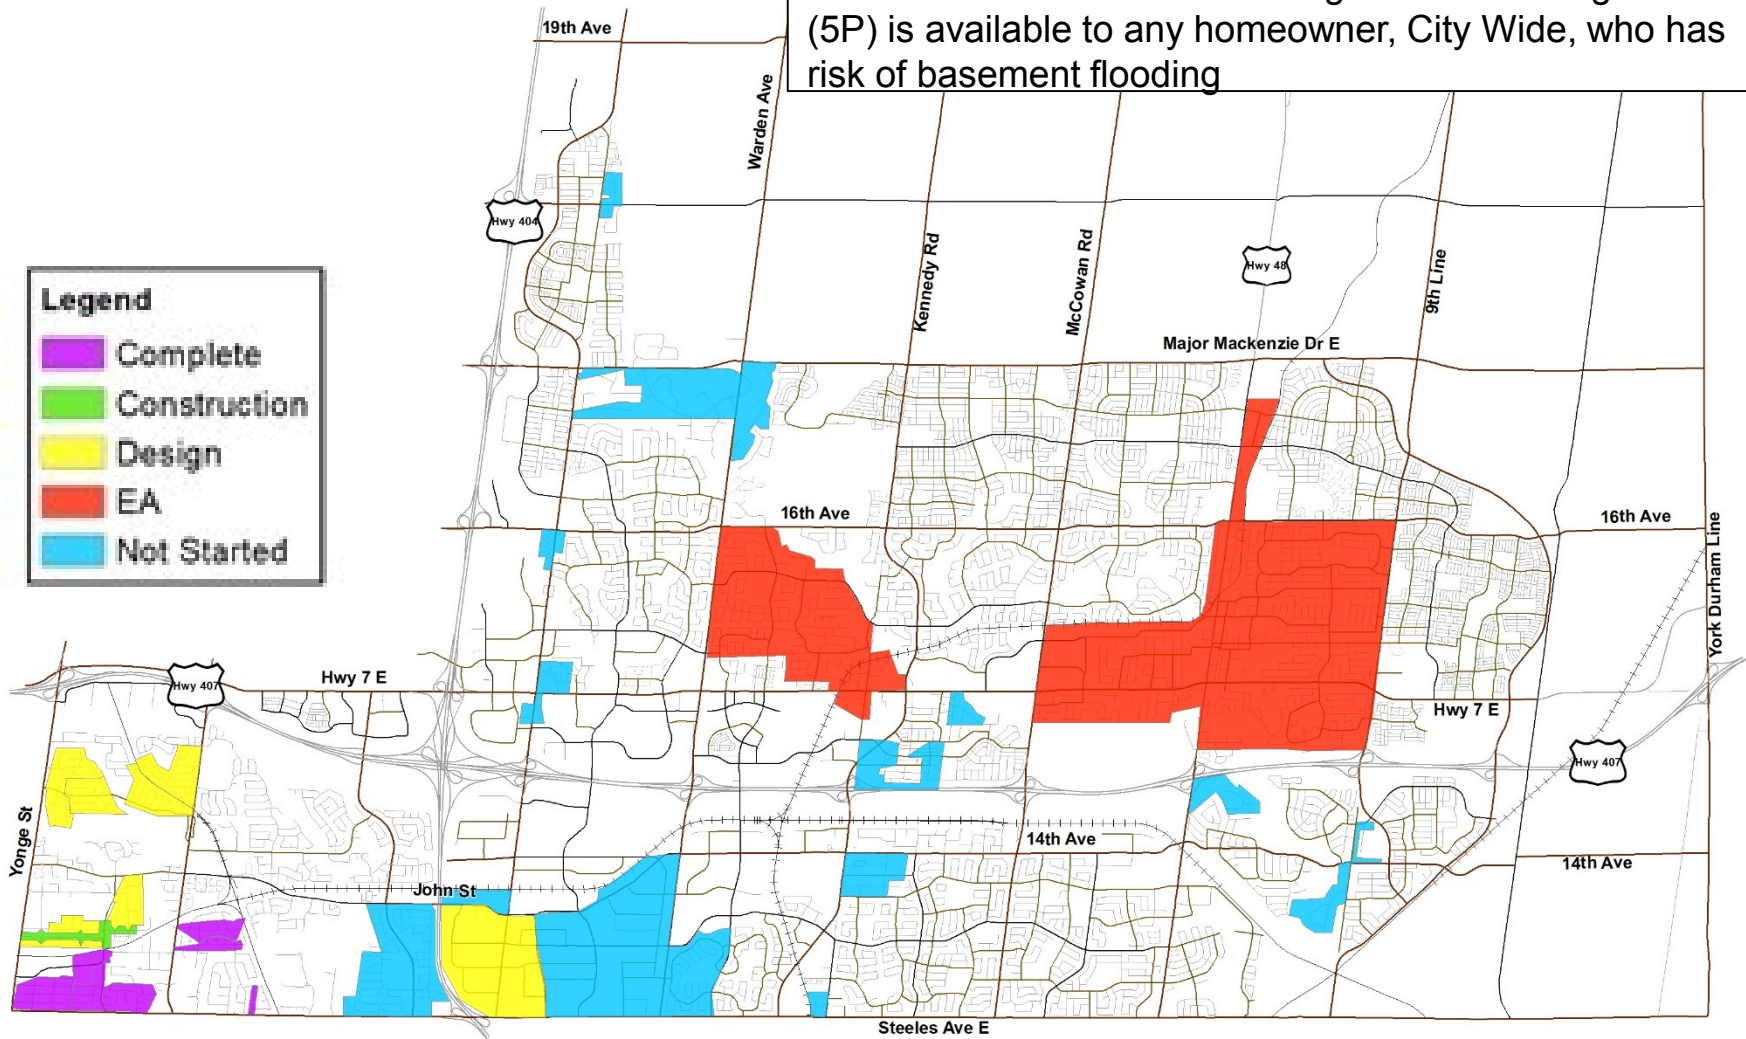 (5P) is available to any homeowner, City Wide, who has
risk of basement flooding
19th Ave
Warden Ave
Hwy 404
Kennedy Rd
McCowan Rd
Hwy 48
9th Line
Major Mackenzie Dr E
Legend
Complete
Construction
Design
EA
Not Started
16th Ave
16th Ave
York Durham Line
Hwy 407
Hwy 7 E
Hwy 7 E
Hwy 407
Yonge St
14th Ave
14th Ave
John St
Steeles Ave E